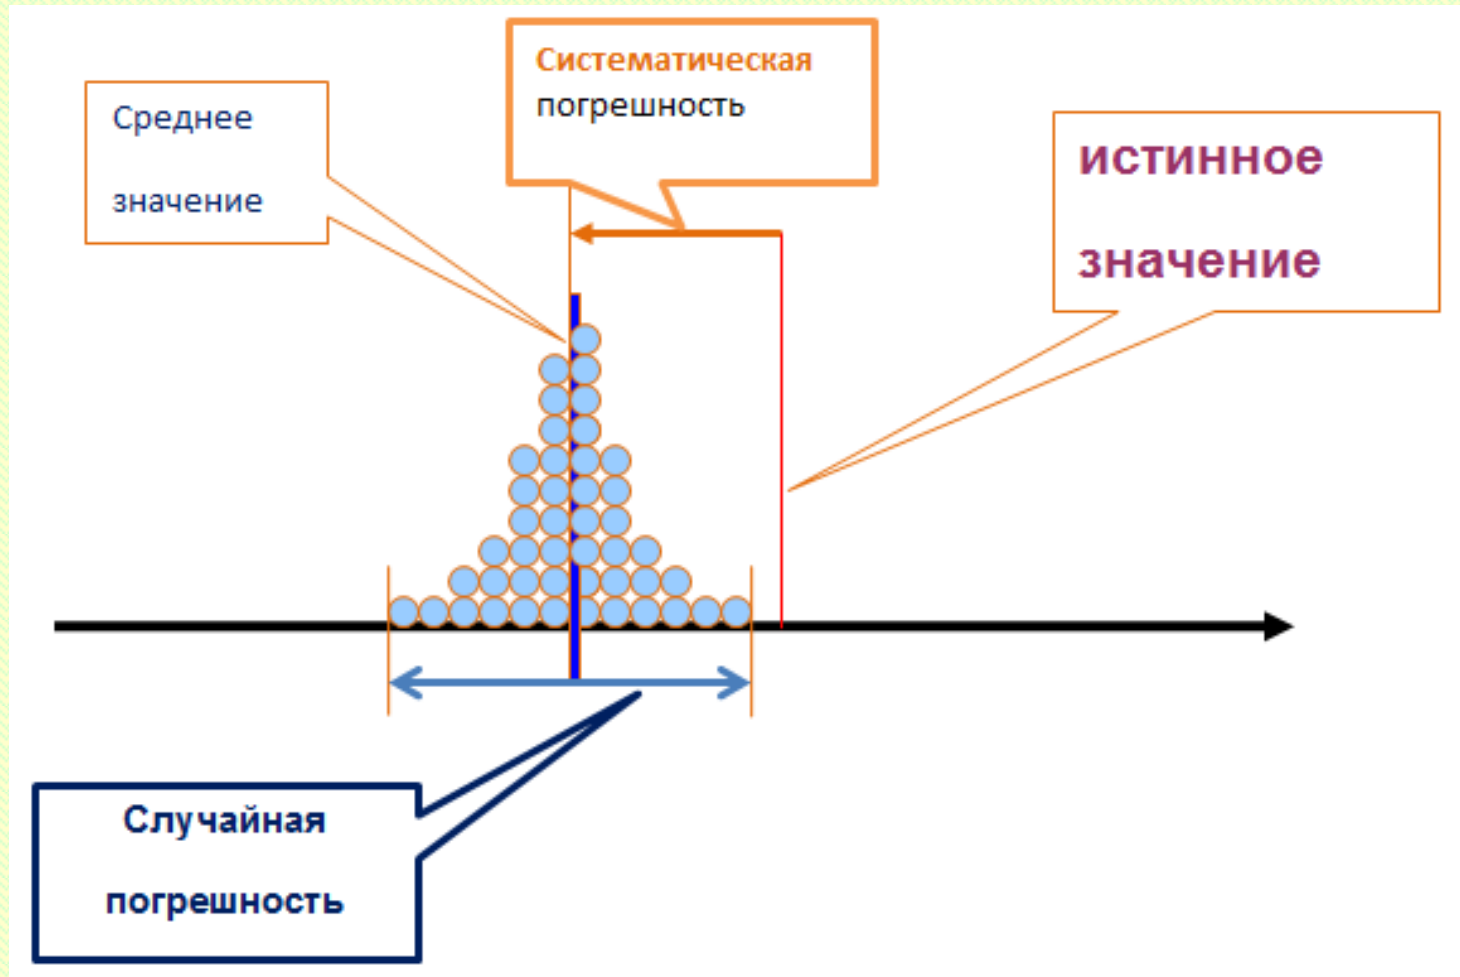 Систематическая
погрешность
Среднее
значение
истинное
значение
Случайная
погрешность